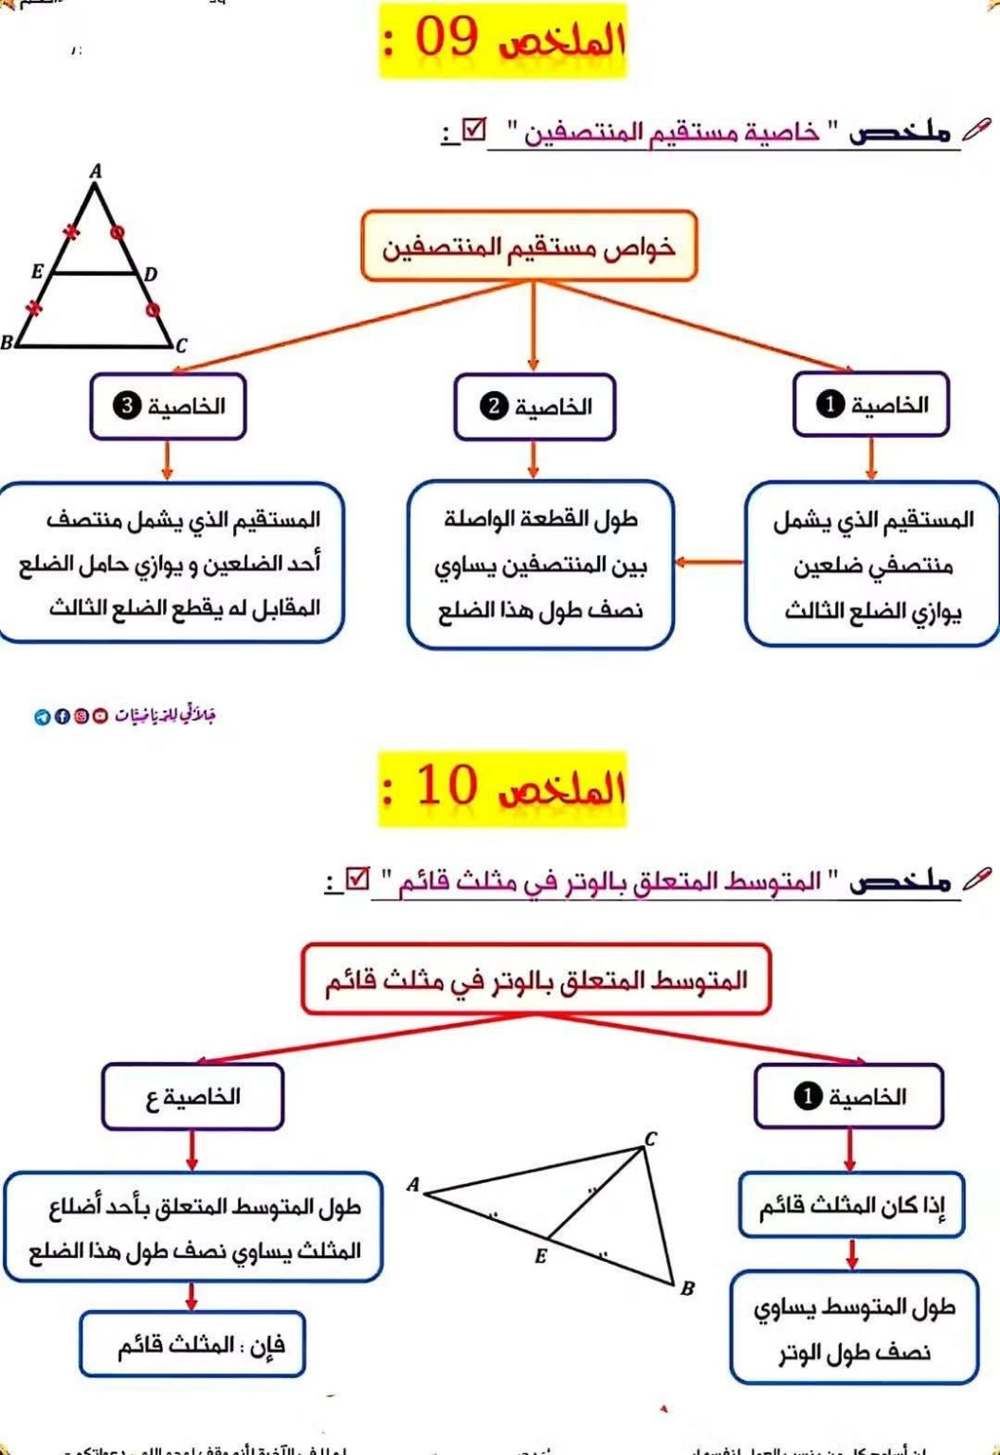 الملخص 09 :
ملخص " خاصية مستقيم المنتصفين " :
خواص مستقيم المنتصفين
A
E
D
B
C
الخاصية 1
الخاصية 2
الخاصية 3
المستقيم الذي يشمل
منتصفي ضلعين
يوازي الضلع الثالث
طول القطعة الواصلة
بين المنتصفين يساوي
نصف طول هذا الضلع
المستقيم الذي يشمل منتصف
أحد الضلعين و يوازي حامل الضلع
المقابل له يقطع الضلع الثالث
جلالي للرياضيات
الملخص 10 :
ملخص " المتوسط المتعلق بالوتر في مثلث قائم " :
المتوسط المتعلق بالوتر في مثلث قائم
الخاصية 1
الخاصية ع
إذا كان المثلث قائم
طول المتوسط يساوي
نصف طول الوتر
C
A
E
B
طول المتوسط المتعلق بأحد أضلاع
المثلث يساوي نصف طول هذا الضلع
فإن : المثلث قائم